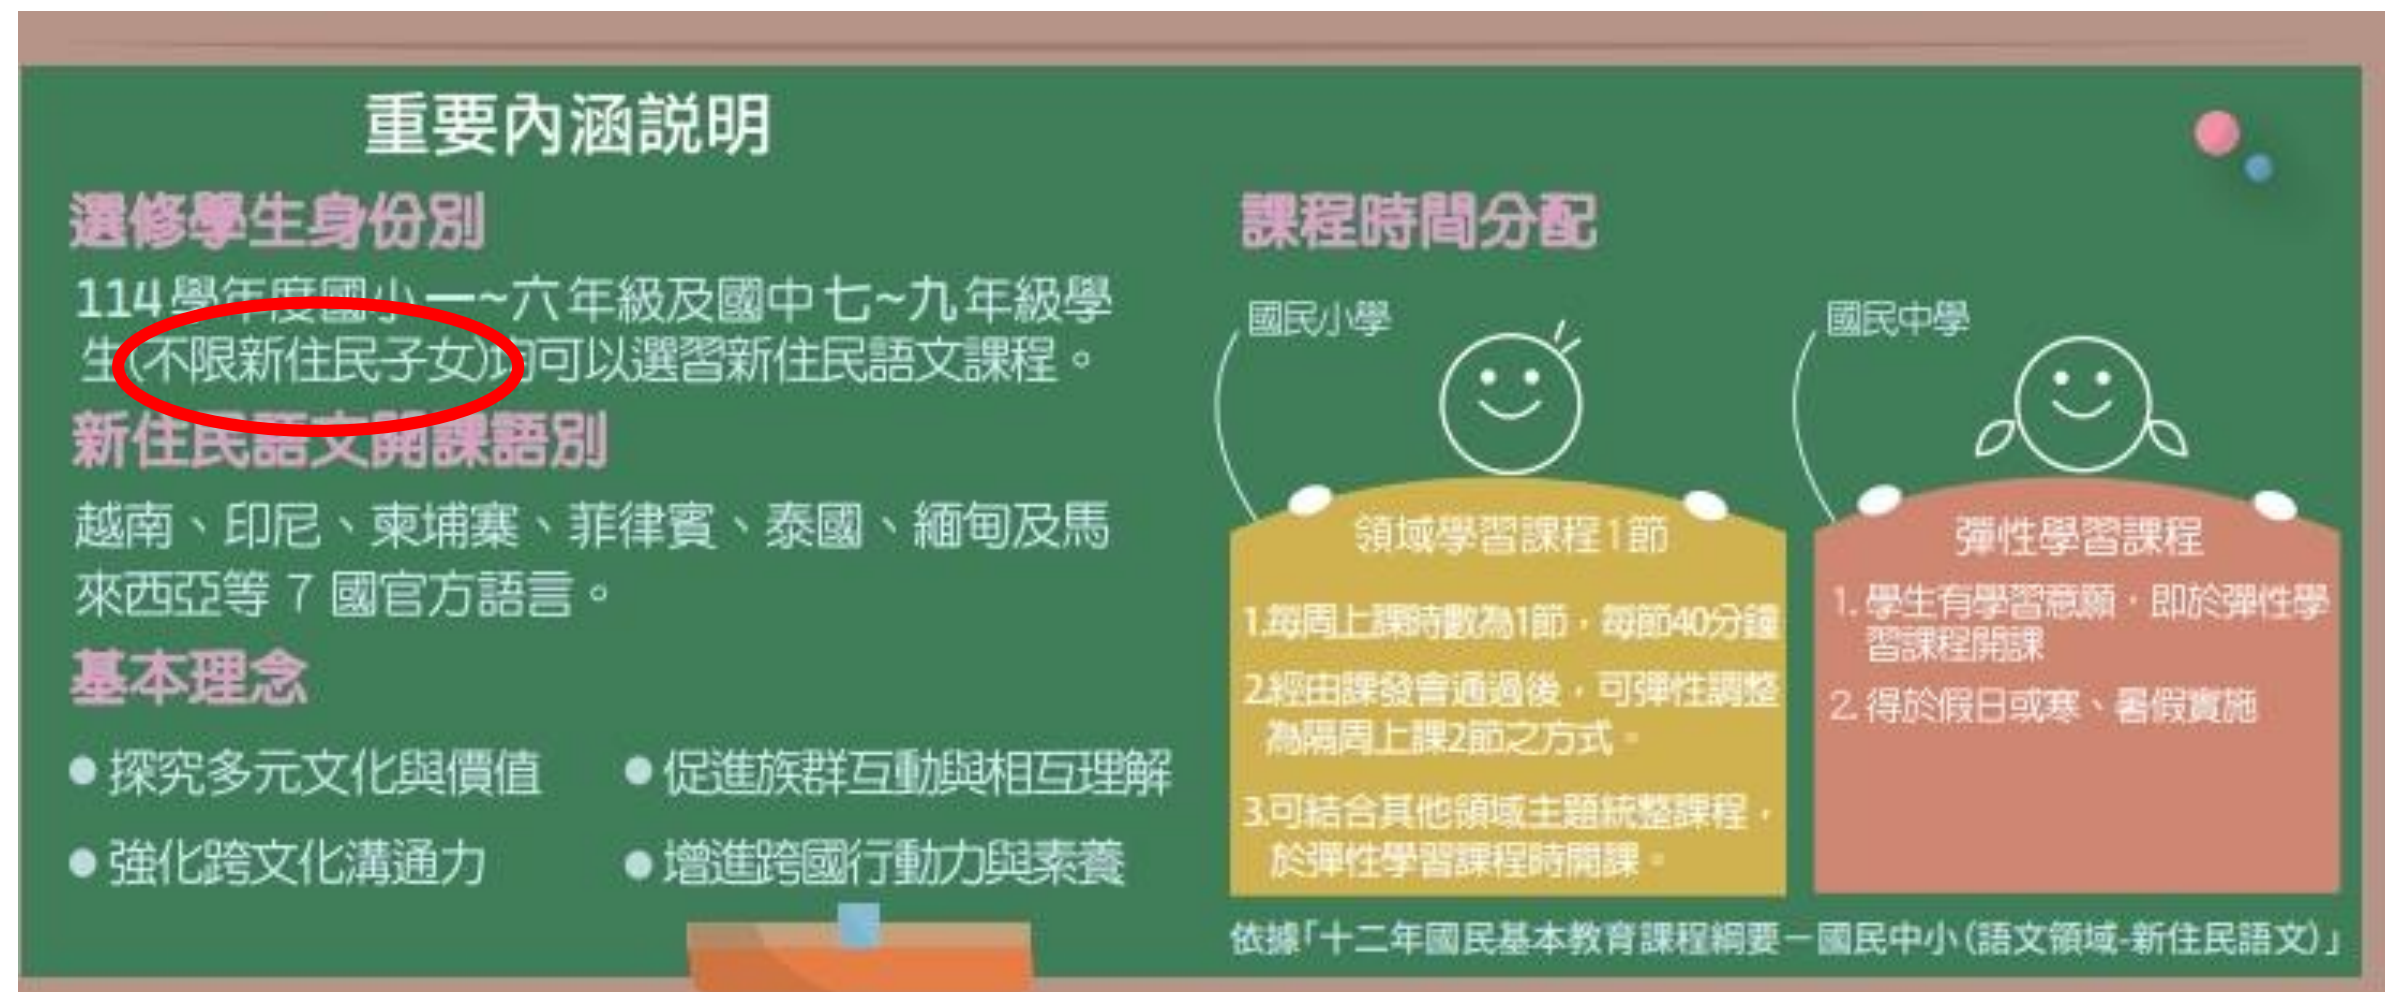 重要內涵説明
選修學生身份別
114學年度國小一~六年級及國中七~九年級學
生(不限新住民子女)均可以選習新住民語文課程。
新住民語文開課語別
越南、印尼、柬埔寨、菲律賓、泰國、緬甸及馬
來西亞等 7 國官方語言。
基本理念
●探究多元文化與價值
●促進族群互動與相互理解
●強化跨文化溝通力
●增進跨國行動力與素養
課程時間分配
國民小學
領域學習課程1節
1.每周上課時數為1節，每節40分鐘
2.經由課發會通過後，可彈性調整
為隔周上課2節之方式。
3.可結合其他領域主題統整課程，
於彈性學習課程時開課。
國民中學
彈性學習課程
1. 學生有學習意願，即於彈性學
習課程開課
2. 得於假日或寒、暑假實施
依據「十二年國民基本教育課程綱要－國民中小(語文領域-新住民語文)」